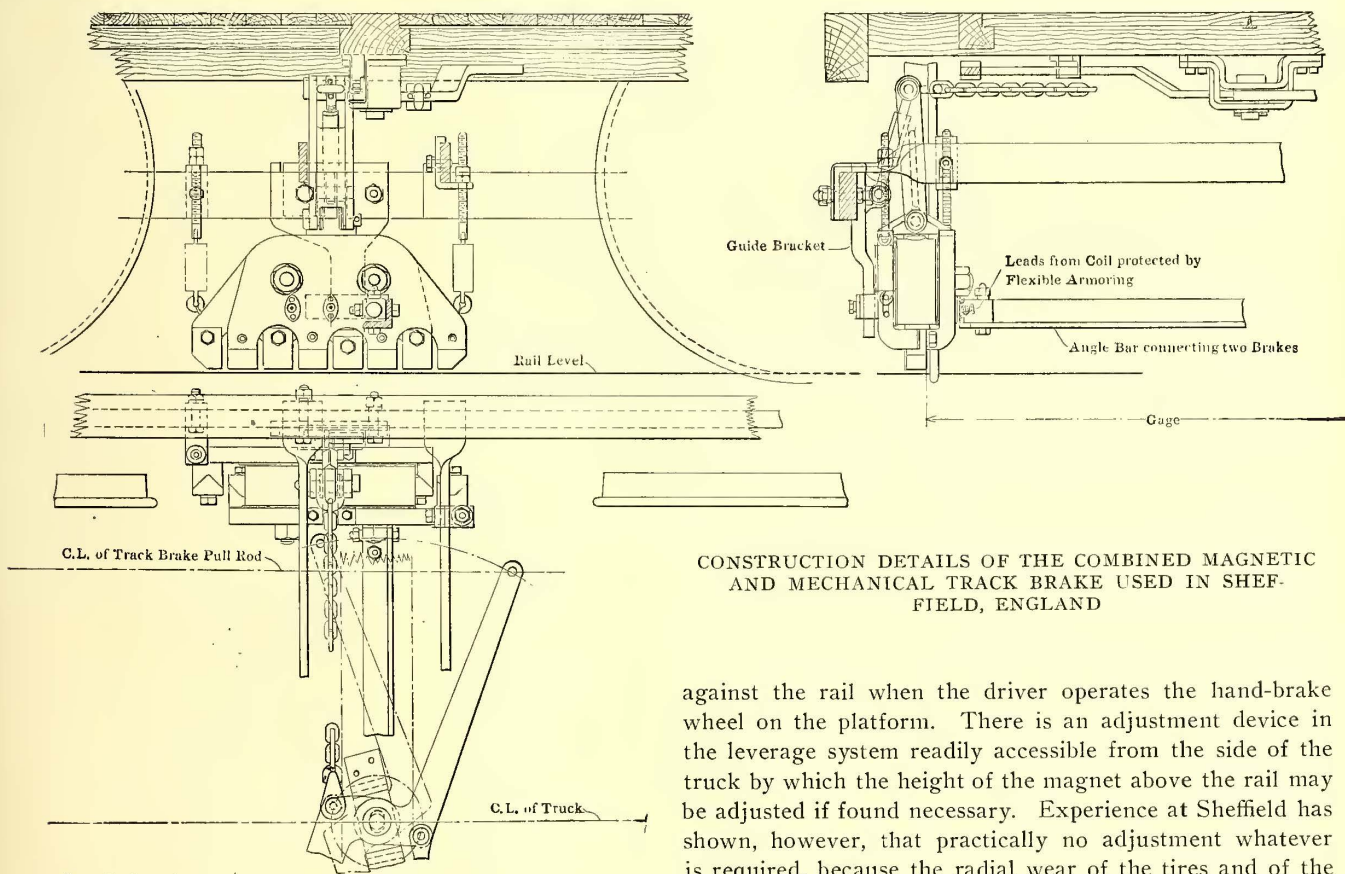 Guide Bracket
Leads from Coil protected by
Flexible Armoring
Angle Bar connecting two Brakes
Rail Level
Gage
C.L. of Track Brake Pull Rod
C.L. of Truck
CONSTRUCTION DETAILS OF THE COMBINED MAGNETIC
AND MECHANICAL TRACK BRAKE USED IN SHEF-
FIELD, ENGLAND
against the rail when the driver operates the hand-brake
wheel on the platform. There is an adjustment device in
the leverage system readily accessible from the side of the
truck by which the height of the magnet above the rail may
be adjusted if found necessary. Experience at Sheffield has
shown, however, that practically no adjustment whatever
is required, because the radial wear of the tires and of the